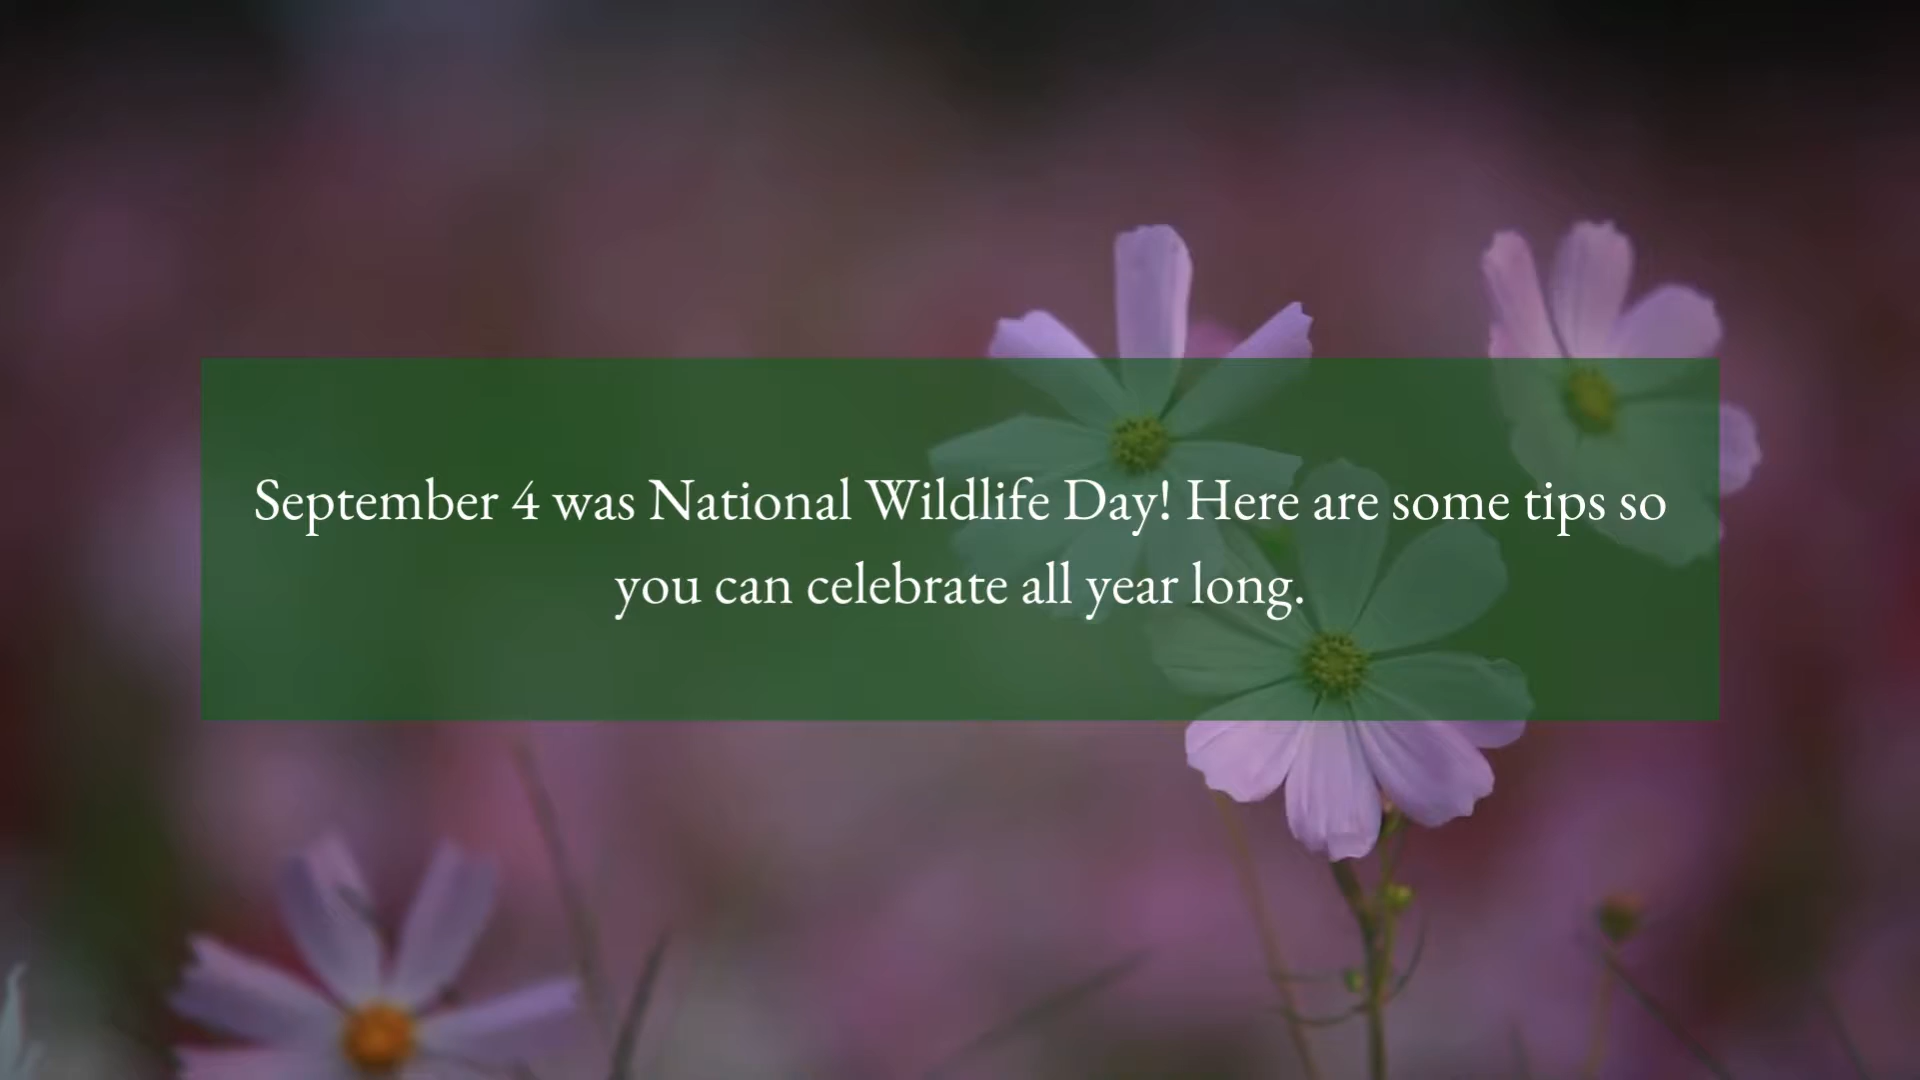 September 4 was National Wildlife Day! Here are some tips so
you can celebrate all year long.